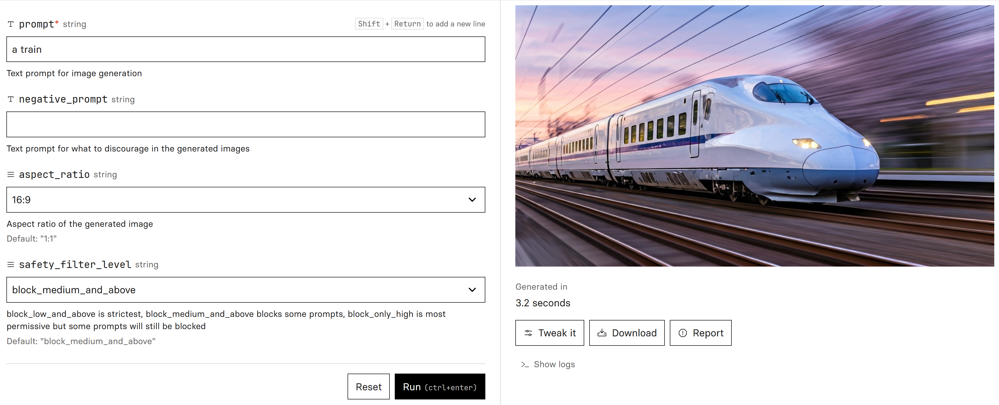 prompt* string
Shift + Return to add a new line
a train
Text prompt for image generation
negative_prompt string
Text prompt for what to discourage in the generated images
aspect_ratio string
16:9
Aspect ratio of the generated image
Default: "1:1"
safety_filter_level string
block_medium_and_above
block_low_and_above is strictest, block_medium_and_above blocks some prompts, block_only_high is most
permissive but some prompts will still be blocked
Default: "block_medium_and_above"
Reset
Run (ctrl+enter)
Generated in
3.2 seconds
Tweak it
Download
Report
Show logs